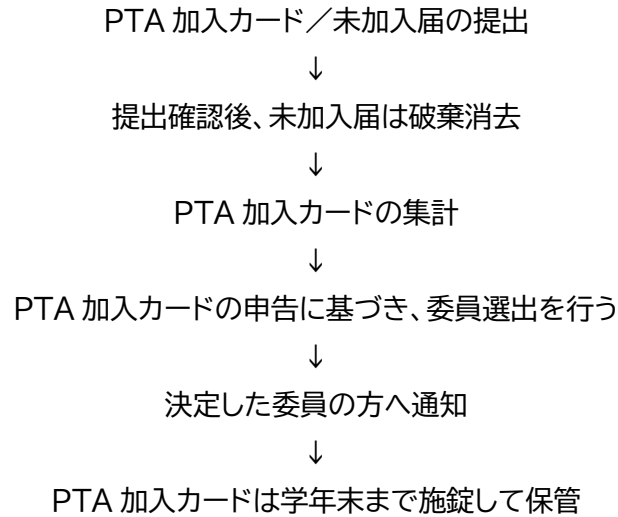 PTA 加入カード／未加入届の提出
↓
提出確認後、未加入届は破棄消去
↓
PTA 加入カードの集計
↓
PTA 加入カードの申告に基づき、委員選出を行う
↓
決定した委員の方へ通知
↓
PTA 加入カードは学年末まで施錠して保管